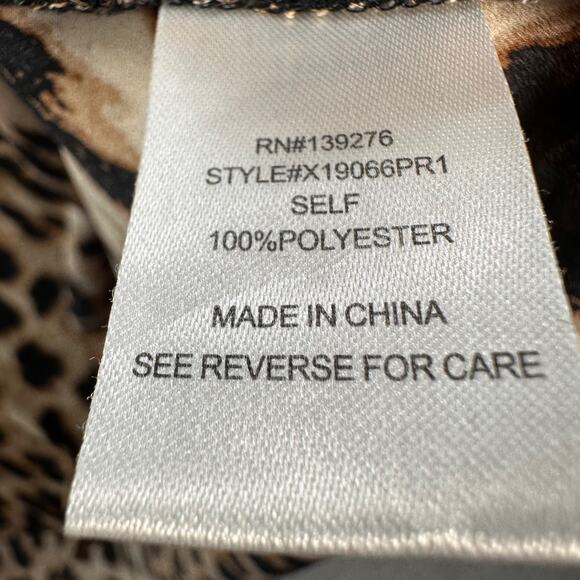 RN#139276
STYLE#X19066PR1
SELF
100%POLYESTER
MADE IN CHINA
SEE REVERSE FOR CARE